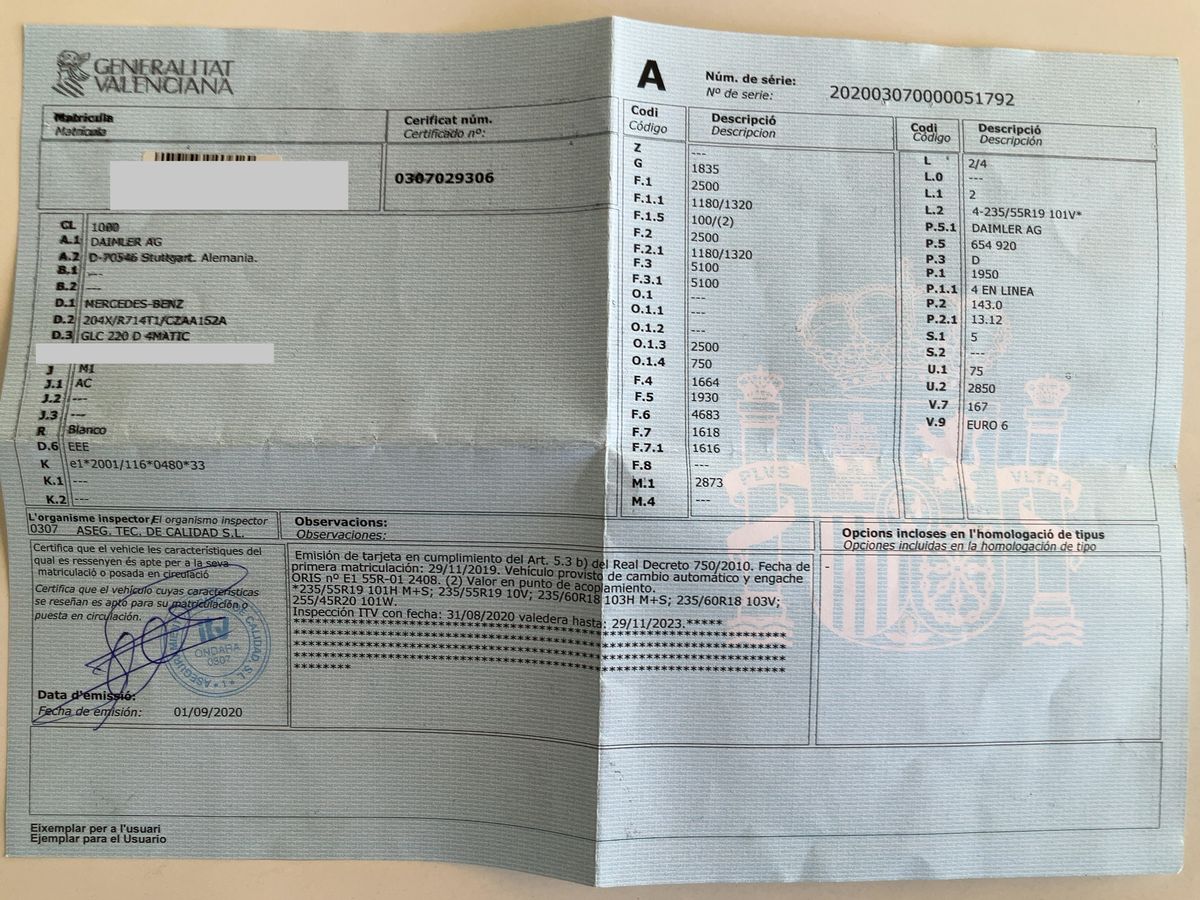 GENERALITAT
VALENCIANA
A
Núm. de série:
Nº de serie:
202003070000051792
Matrícula
Matrícula
Certificat núm.
Certificado nº:
0307029306
CL 1000
A.1 DAIMLER AG
A.2 D-70546 Stuttgart. Alemania.
B.1 ---
B.2 ---
D.1 MERCEDES-BENZ
D.2 204X/R714T1/CZAA152A
D.3 GLC 220 D 4MATIC
J M1
J.1 AC
J.2 ---
J.3 ---
R Blanco
D.6 EEE
K e1*2001/116*0480*33
K.1 ---
K.2 ---
Codi Descripció
Código Descripcion
Z ---
G 1835
F.1 2500
F.1.1 1180/1320
F.1.5 100/(2)
F.2 2500
F.2.1 1180/1320
F.3 5100
F.3.1 5100
O.1 ---
O.1.1 ---
O.1.2 ---
O.1.3 2500
O.1.4 750
F.4 1664
F.5 1930
F.6 4683
F.7 1618
F.7.1 1616
F.8 ---
M.1 2873
M.4 ---
Codi Descripció
Código Descripción
L 2/4
L.0 ---
L.1 2
L.2 4-235/55R19 101V*
P.5.1 DAIMLER AG
P.5 654 920
P.3 D
P.1 1950
P.1.1 4 EN LINEA
P.2 143.0
P.2.1 13.12
S.1 5
S.2 ---
U.1 75
U.2 2850
V.7 167
V.9 EURO 6
PLVS VLTRA
L'organisme inspector/El organismo inspector
0307 ASEG. TEC. DE CALIDAD S.L.
Certifica que el vehicle les característiques del
qual es ressenyen és apte per a la seva
matriculació o posada en circulació
Certifica que el vehículo cuyas características
se reseñan es apto para su matriculación o
puesta en circulación.
ITV
ONDARA
0307
CALIDAD S.L.
Data d'emissió:
Fecha de emisión: 01/09/2020
Observacions:
Observaciones:
Emisión de tarjeta en cumplimiento del Art. 5.3 b) del Real Decreto 750/2010. Fecha de
primera matriculación: 29/11/2019. Vehículo provisto de cambio automático y engache
ORIS nº E1 55R-01 2408. (2) Valor en punto de acoplamiento.
*235/55R19 101H M+S; 235/55R19 10V; 235/60R18 103H M+S; 235/60R18 103V;
255/45R20 101W.
Inspección ITV con fecha: 31/08/2020 valedera hasta: 29/11/2023.*****
Opcions incloses en l'homologació de tipus
Opciones incluidas en la homologación de tipo
-
Eixemplar per a l'usuari
Ejemplar para el Usuario